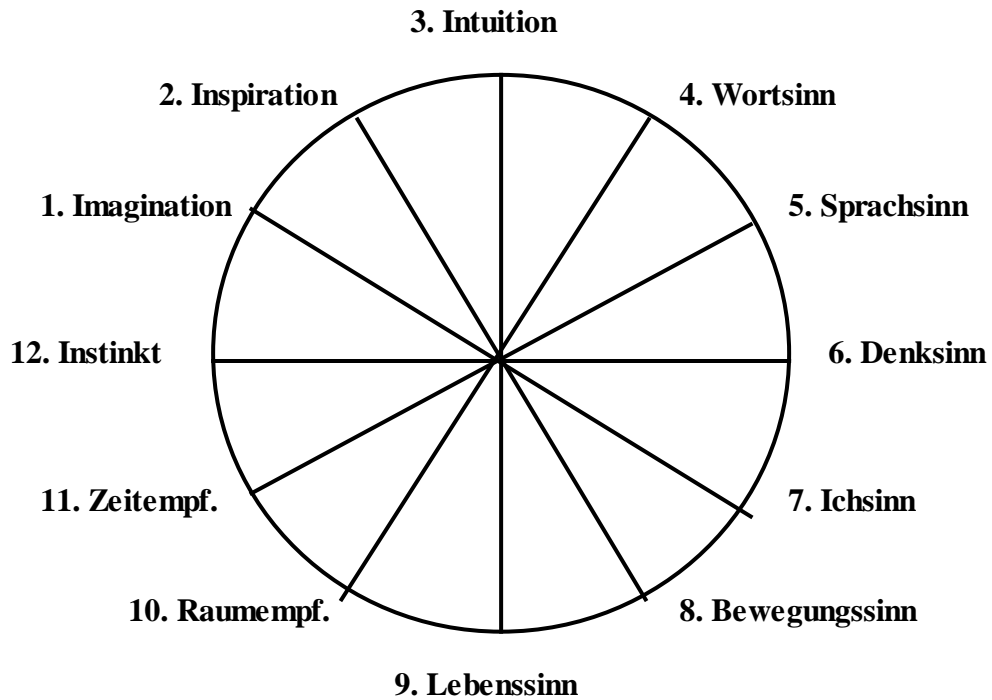 3. Intuition
2. Inspiration
4. Wortsinn
1. Imagination
5. Sprachsinn
12. Instinkt
6. Denksinn
11. Zeitempf.
7. Ichsinn
10. Raumempf.
8. Bewegungssinn
9. Lebenssinn